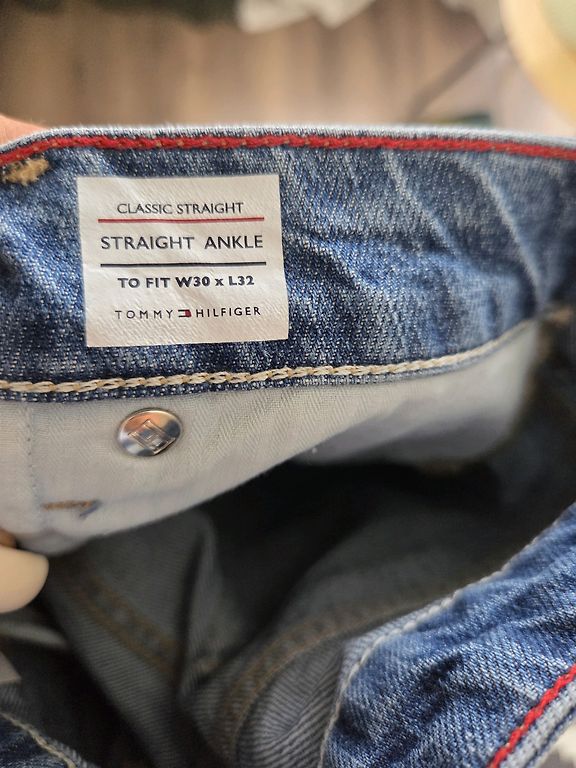 CLASSIC STRAIGHT
STRAIGHT ANKLE
TO FIT W30 x L32
TOMMY HILFIGER